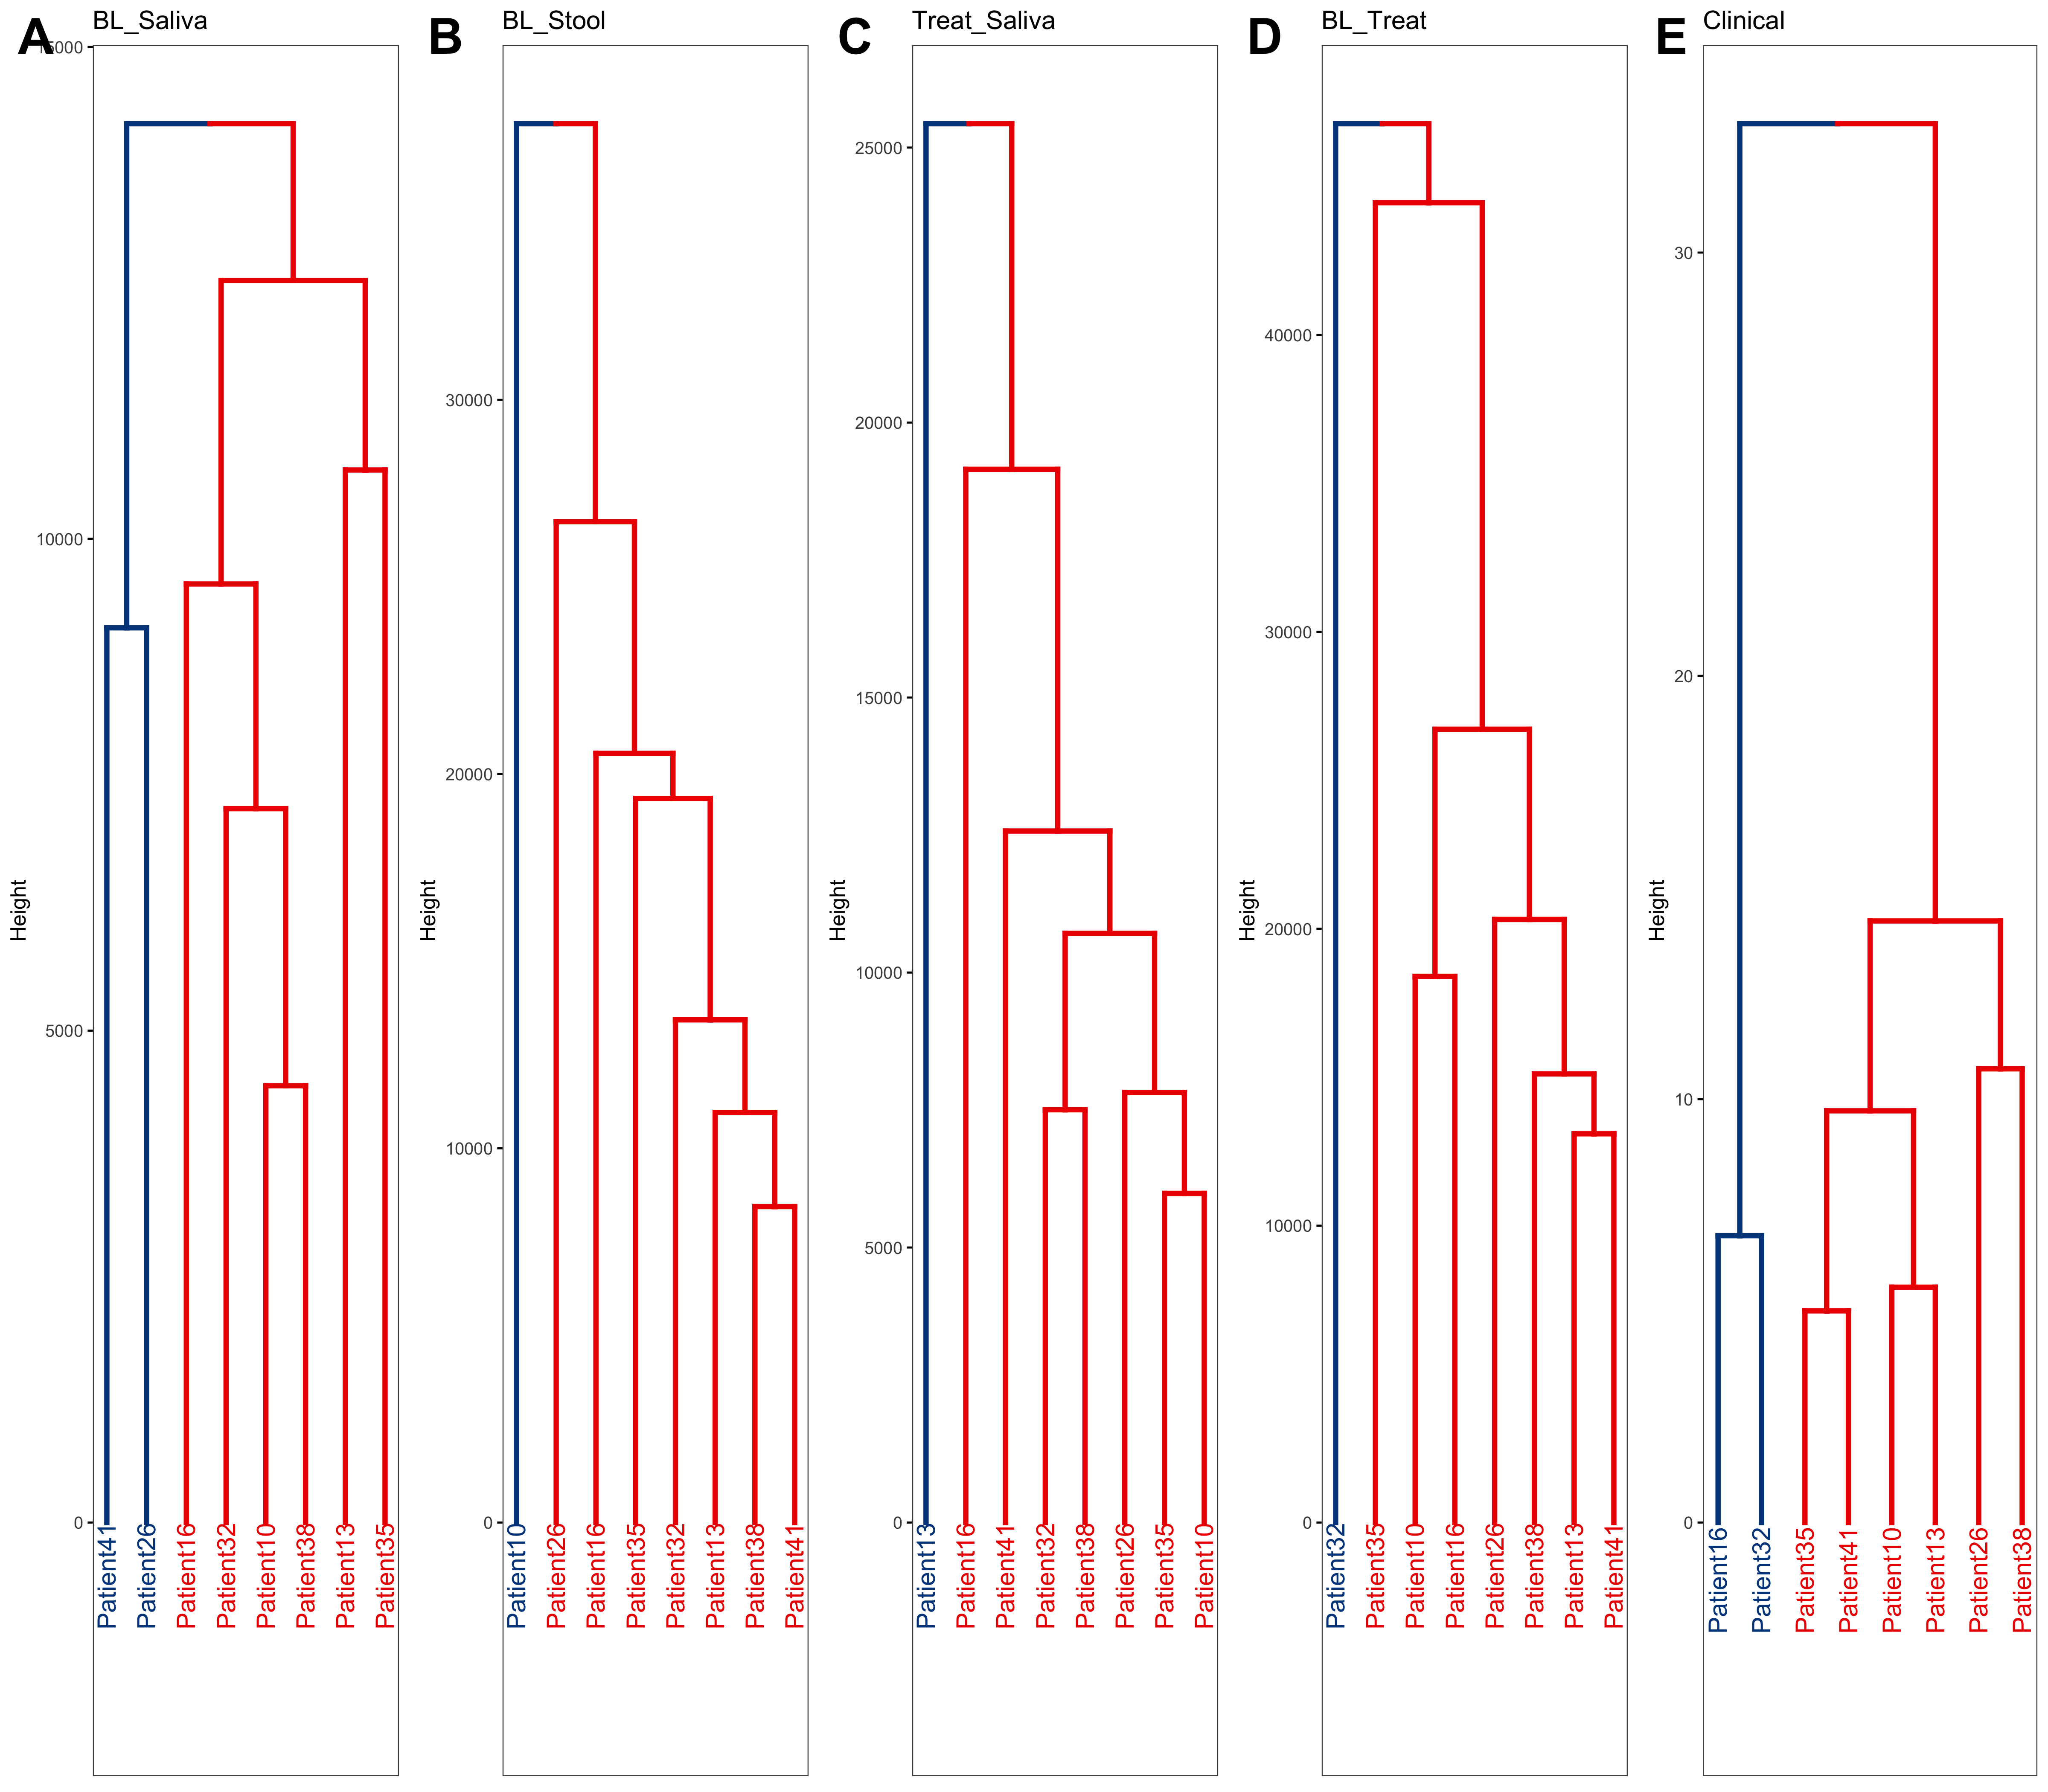 A
BL_Saliva
Height
15000
10000
5000
0
Patient41
Patient26
Patient16
Patient32
Patient10
Patient38
Patient13
Patient35
B
BL_Stool
Height
30000
20000
10000
0
Patient10
Patient26
Patient16
Patient35
Patient32
Patient13
Patient38
Patient41
C
Treat_Saliva
Height
25000
20000
15000
10000
5000
0
Patient13
Patient16
Patient41
Patient32
Patient38
Patient26
Patient35
Patient10
D
BL_Treat
Height
40000
30000
20000
10000
0
Patient32
Patient35
Patient10
Patient16
Patient26
Patient38
Patient13
Patient41
E
Clinical
Height
30
20
10
0
Patient16
Patient32
Patient35
Patient41
Patient10
Patient13
Patient26
Patient38